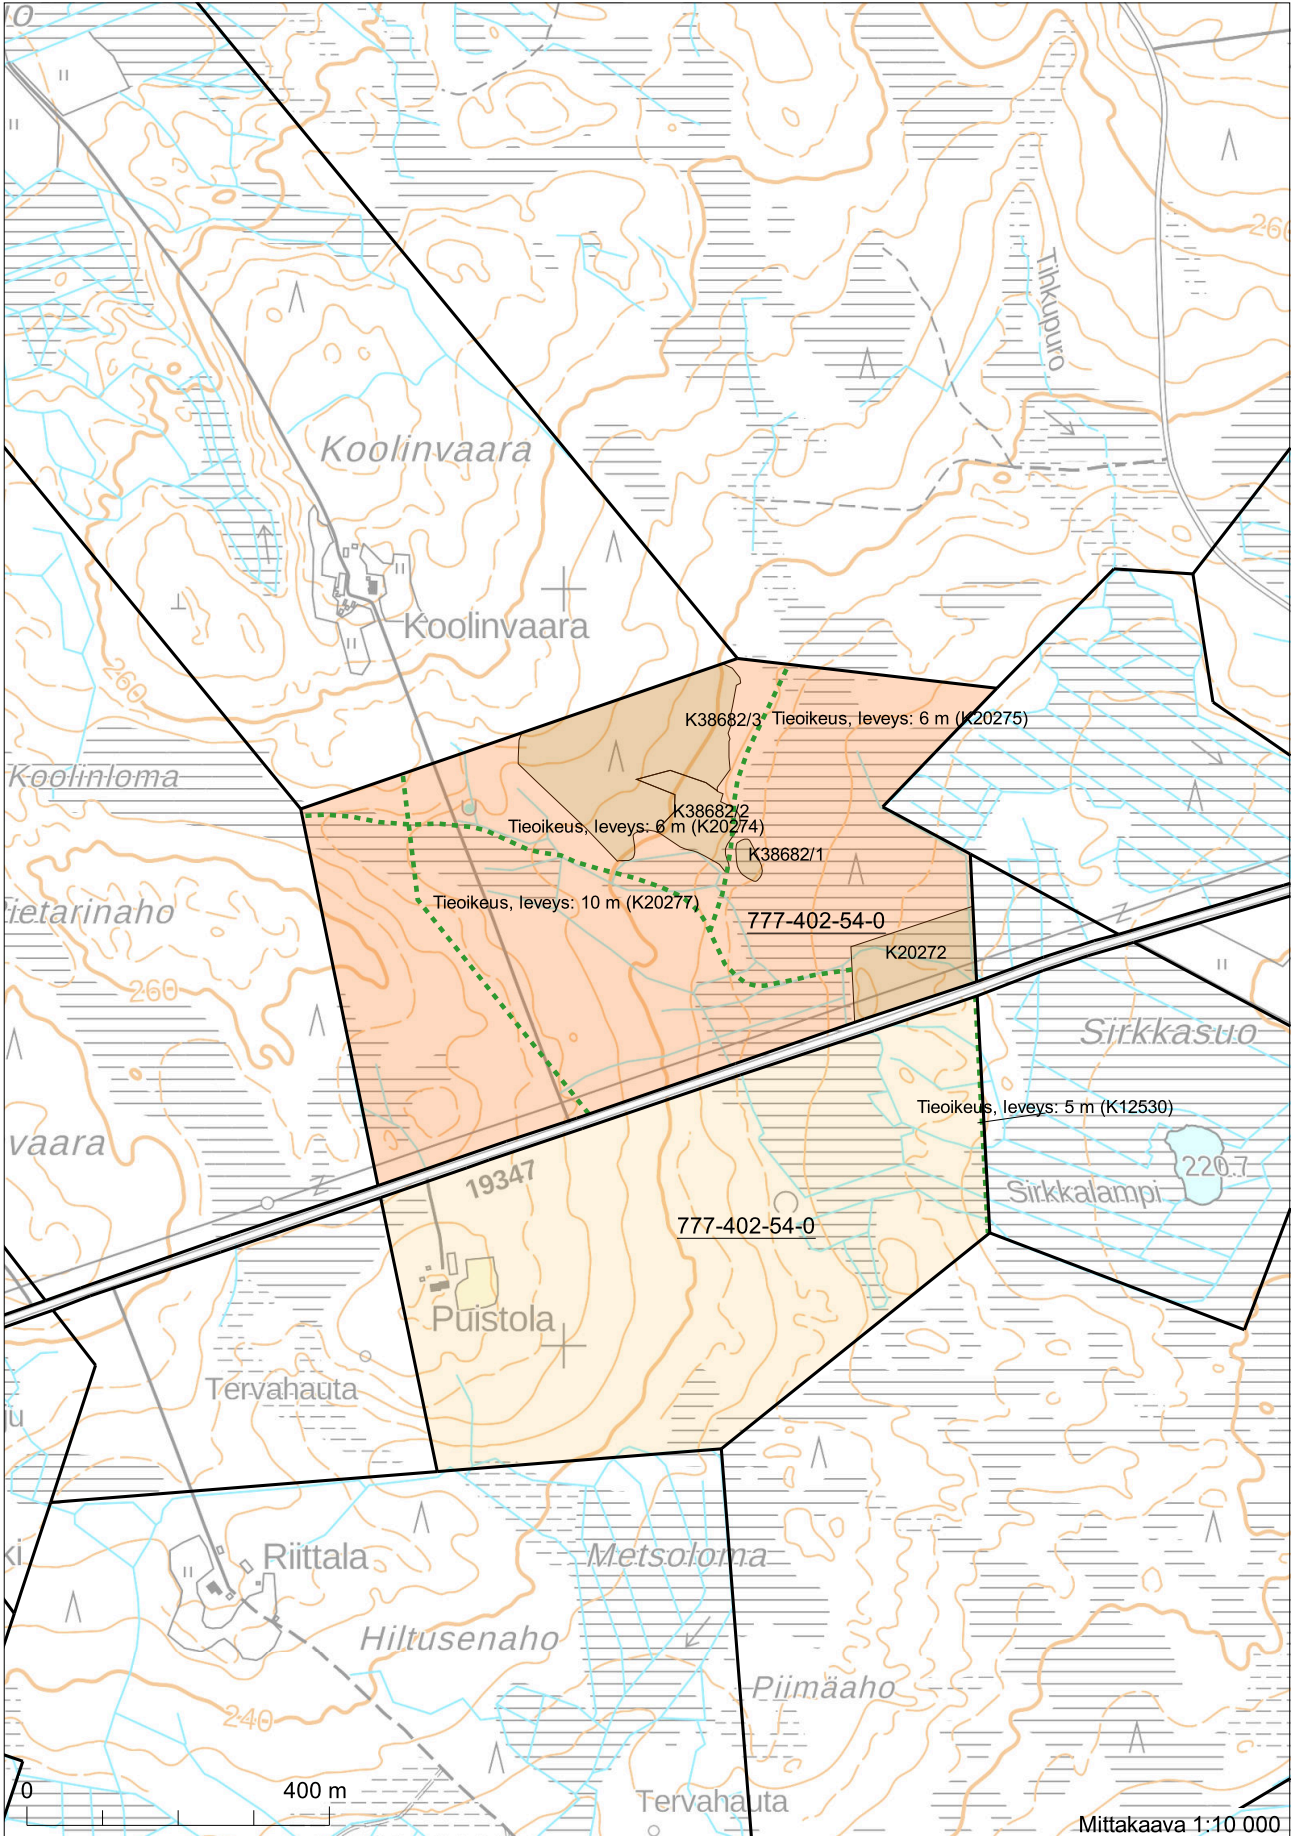 260
Tihkupuro
Koolinvaara
Koolinvaara
260
K38682/3
Tieoikeus, leveys: 6 m (K20275)
Koolinloma
K38682/2
Tieoikeus, leveys: 6 m (K20274)
K38682/1
Tieoikeus, leveys: 10 m (K20277)
777-402-54-0
ietarinaho
K20272
260
Sirkkasuo
Tieoikeus, leveys: 5 m (K12530)
vaara
220.7
19347
Sirkkalampi
777-402-54-0
Puistola
Tervahauta
ju
ki
Riittala
Metsoloma
Hiltusenaho
Piimäaho
240
0
400 m
Tervahauta
Mittakaava 1:10 000